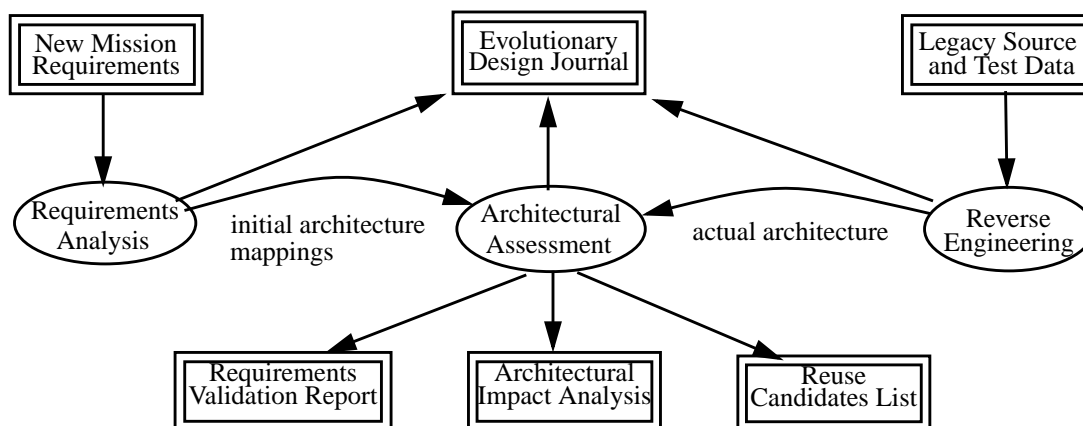 New Mission
Requirements
Evolutionary
Design Journal
Legacy Source
and Test Data
Requirements
Analysis
initial architecture
mappings
Architectural
Assessment
actual architecture
Reverse
Engineering
Requirements
Validation Report
Architectural
Impact Analysis
Reuse
Candidates List